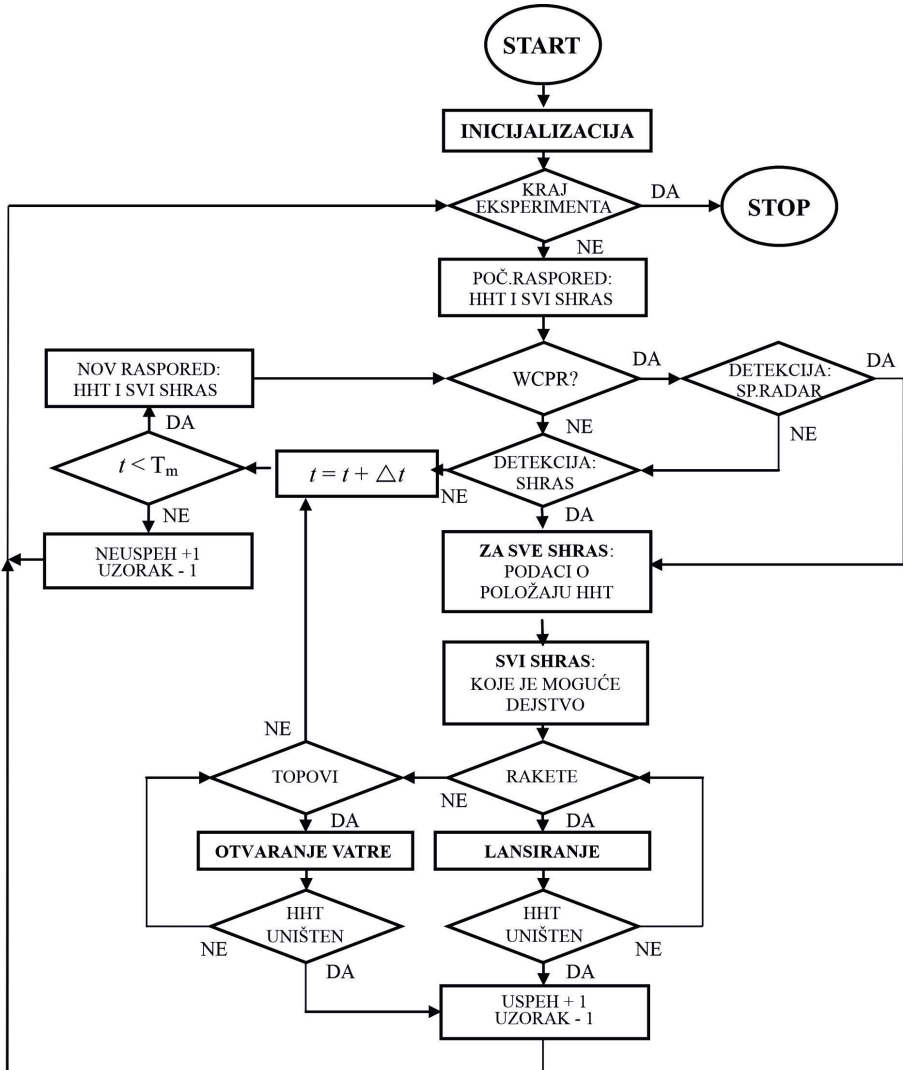 START
INICIJALIZACIJA
KRAJ
EKSPERIMENTA
DA
STOP
NE
POČ.RASPORED:
HHT I SVI SHRAS
NOV RASPORED:
HHT I SVI SHRAS
WCPR?
DA
DETEKCIJA:
SP.RADAR
DA
DA
NE
NE
t < Tm
t = t + △t
NE
DETEKCIJA:
SHRAS
NE
DA
NEUSPEH +1
UZORAK - 1
ZA SVE SHRAS:
PODACI O
POLOŽAJU HHT
SVI SHRAS:
KOJE JE MOGUĆE
DEJSTVO
NE
TOPOVI
NE
RAKETE
DA
DA
OTVARANJE VATRE
LANSIRANJE
HHT
UNIŠTEN
NE
DA
HHT
UNIŠTEN
NE
DA
USPEH + 1
UZORAK - 1